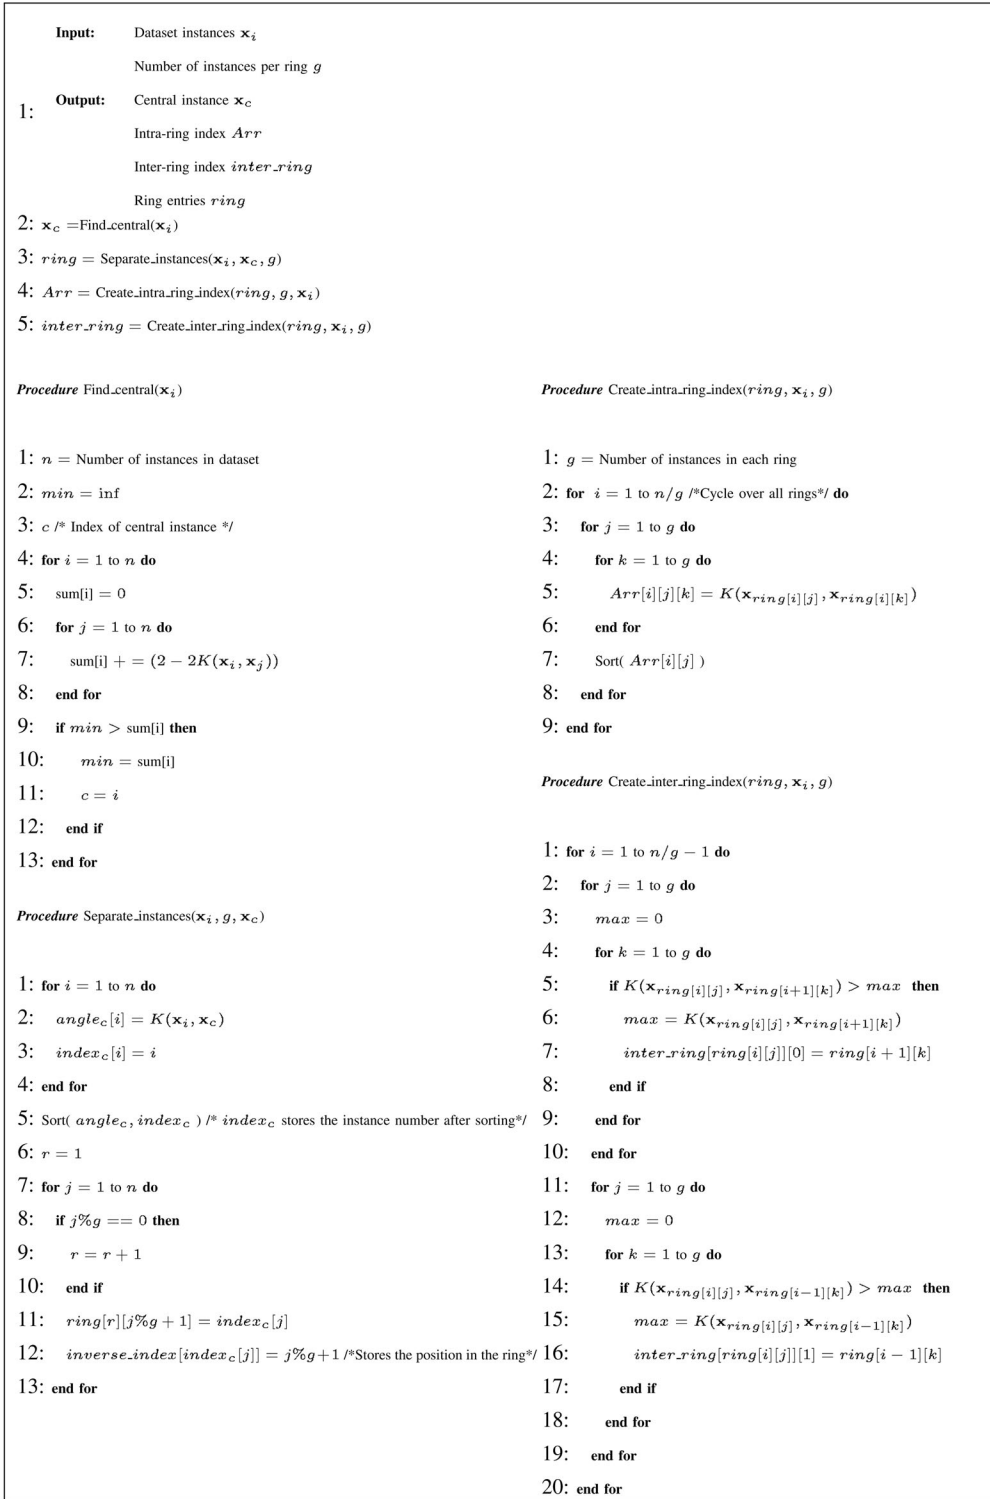 Input: Dataset instances x_i
Number of instances per ring g
1:
Output: Central instance x_c
Intra-ring index Arr
Inter-ring index inter_ring
Ring entries ring
2: x_c =Find_central(x_i)
3: ring = Separate_instances(x_i, x_c, g)
4: Arr = Create_intra_ring_index(ring, g, x_i)
5: inter_ring = Create_inter_ring_index(ring, x_i, g)
Procedure Find_central(x_i)
1: n = Number of instances in dataset
2: min = inf
3: c /* Index of central instance */
4: for i = 1 to n do
5: sum[i] = 0
6: for j = 1 to n do
7: sum[i] + = (2 − 2K(x_i, x_j))
8: end for
9: if min > sum[i] then
10: min = sum[i]
11: c = i
12: end if
13: end for
Procedure Separate_instances(x_i, g, x_c)
1: for i = 1 to n do
2: angle_c[i] = K(x_i, x_c)
3: index_c[i] = i
4: end for
5: Sort( angle_c, index_c ) /* index_c stores the instance number after sorting*/
6: r = 1
7: for j = 1 to n do
8: if j%g == 0 then
9: r = r + 1
10: end if
11: ring[r][j%g + 1] = index_c[j]
12: inverse_index[index_c[j]] = j%g+1 /*Stores the position in the ring*/
13: end for
Procedure Create_intra_ring_index(ring, x_i, g)
1: g = Number of instances in each ring
2: for i = 1 to n/g /*Cycle over all rings*/ do
3: for j = 1 to g do
4: for k = 1 to g do
5: Arr[i][j][k] = K(x_ring[i][j], x_ring[i][k])
6: end for
7: Sort( Arr[i][j] )
8: end for
9: end for
Procedure Create_inter_ring_index(ring, x_i, g)
1: for i = 1 to n/g − 1 do
2: for j = 1 to g do
3: max = 0
4: for k = 1 to g do
5: if K(x_ring[i][j], x_ring[i+1][k]) > max then
6: max = K(x_ring[i][j], x_ring[i+1][k])
7: inter_ring[ring[i][j]][0] = ring[i + 1][k]
8: end if
9: end for
10: end for
11: for j = 1 to g do
12: max = 0
13: for k = 1 to g do
14: if K(x_ring[i][j], x_ring[i−1][k]) > max then
15: max = K(x_ring[i][j], x_ring[i−1][k])
16: inter_ring[ring[i][j]][1] = ring[i − 1][k]
17: end if
18: end for
19: end for
20: end for